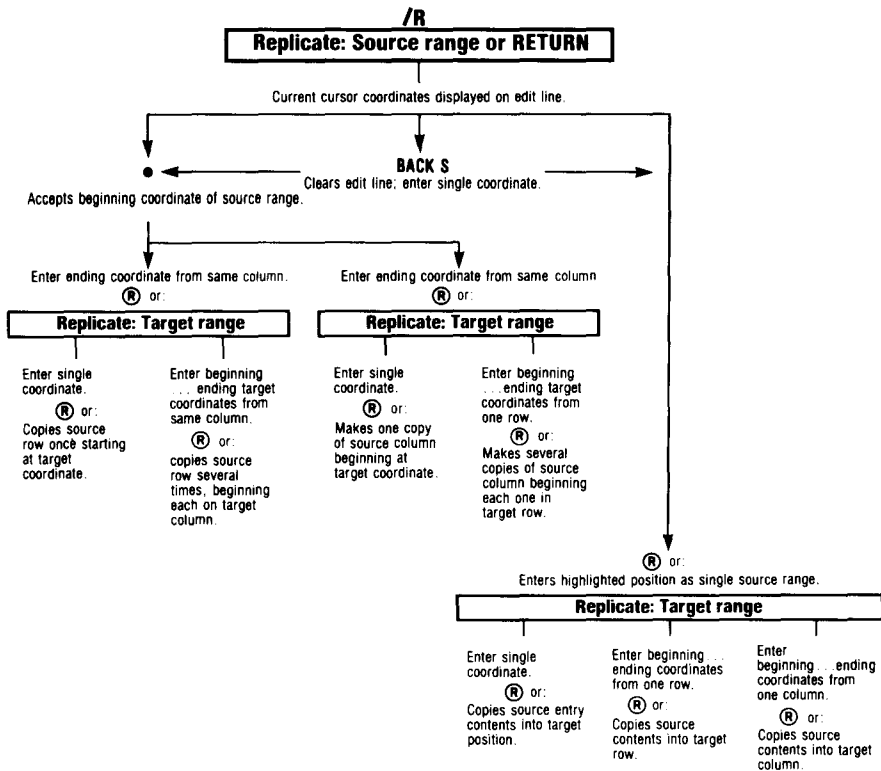 /R
Replicate: Source range or RETURN
Current cursor coordinates displayed on edit line.
BACK S
Clears edit line; enter single coordinate.
Accepts beginning coordinate of source range.
Enter ending coordinate from same column.
Ⓡ or:
Replicate: Target range
Enter single
coordinate.
Ⓡ or:
Copies source
row once starting
at target
coordinate.
Enter beginning
... ending target
coordinates from
same column.
Ⓡ or:
copies source
row several
times, beginning
each on target
column.
Enter ending coordinate from same column
Ⓡ or:
Replicate: Target range
Enter single
coordinate.
Ⓡ or:
Makes one copy
of source column
beginning at
target coordinate.
Enter beginning
...ending target
coordinates from
one row.
Ⓡ or:
Makes several
copies of source
column beginning
each one in
target row.
Ⓡ or:
Enters highlighted position as single source range.
Replicate: Target range
Enter single
coordinate.
Ⓡ or:
Copies source entry
contents into target
position.
Enter beginning...
ending coordinates
from one row.
Ⓡ or:
Copies source
contents into target
row.
Enter
beginning...ending
coordinates from
one column.
Ⓡ or:
Copies source
contents into target
column.